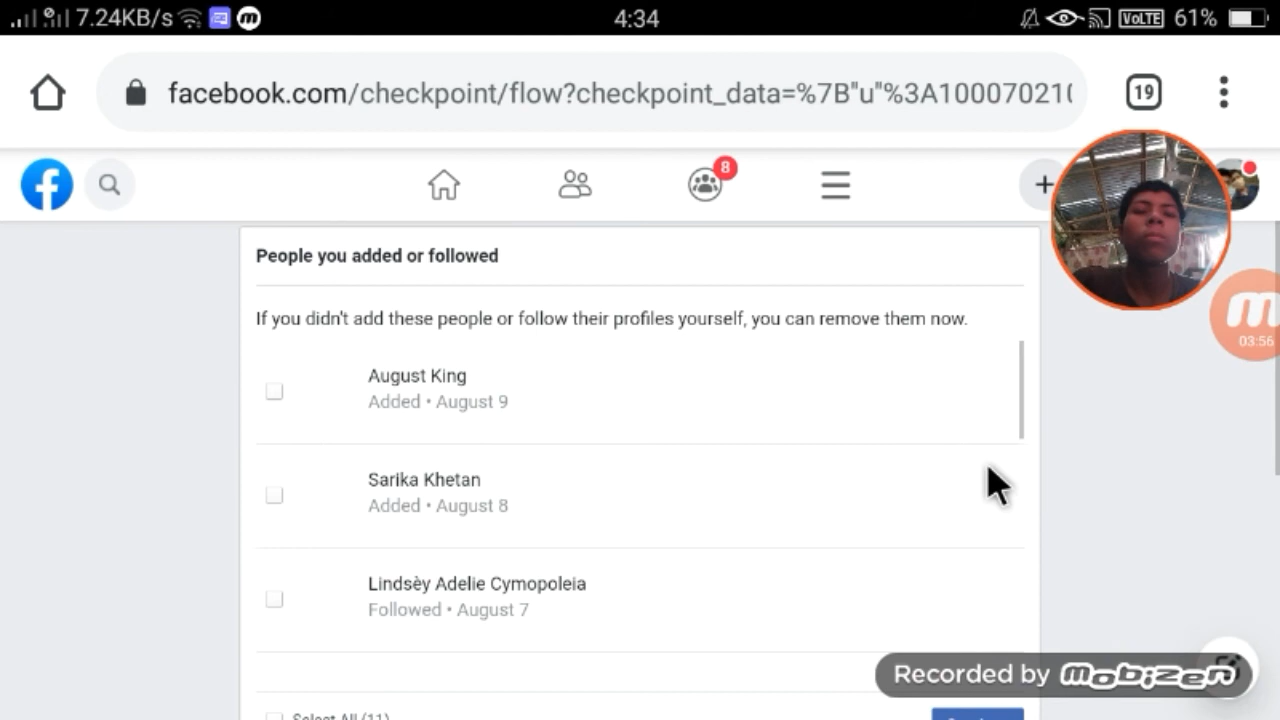 7.24KB/s 4:34 VoLTE 61%
facebook.com/checkpoint/flow?checkpoint_data=%7B"u"%3A100070210
19
8
People you added or followed
If you didn't add these people or follow their profiles yourself, you can remove them now.
03:56
August King
Added • August 9
Sarika Khetan
Added • August 8
Lindsèy Adelie Cymopoleia
Followed • August 7
Recorded by mobizen
Select All (11)